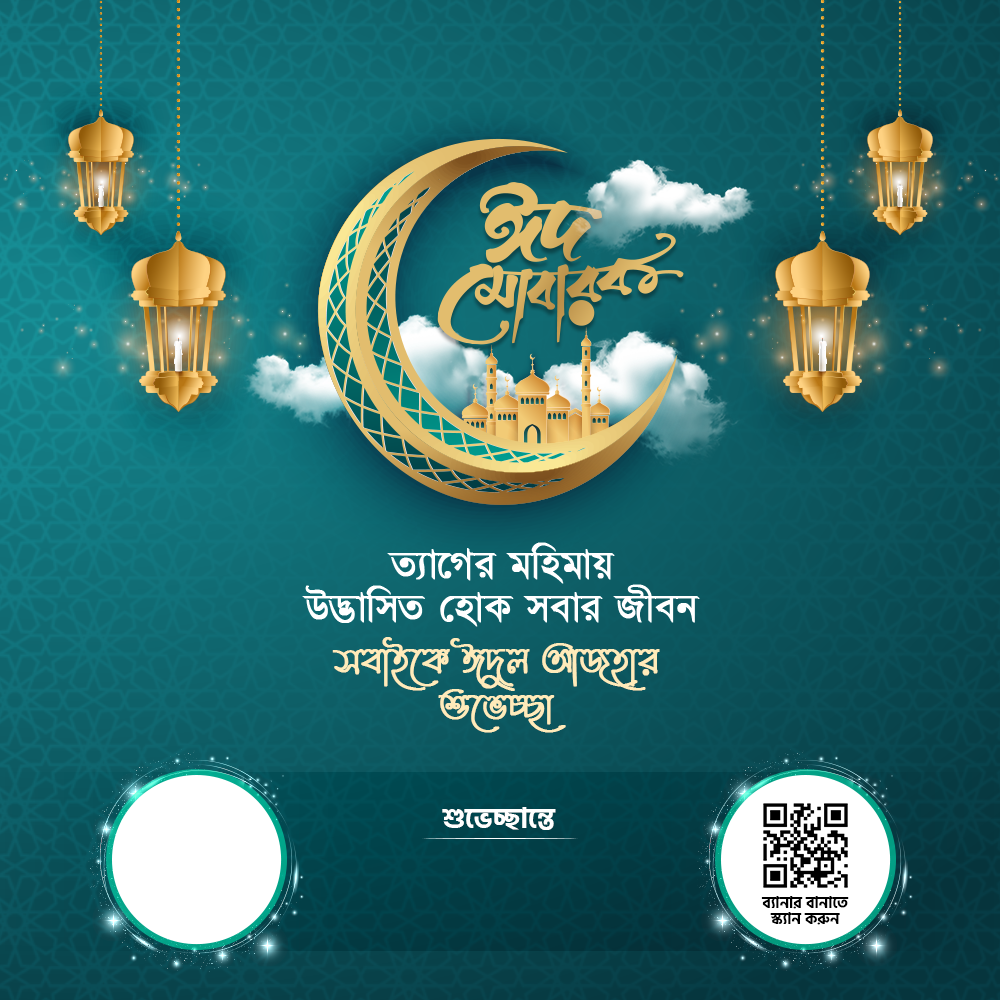 ঈদ
মোবারক
ত্যাগের মহিমায়
উদ্ভাসিত হোক সবার জীবন
সবাইকে ঈদুল আজহার
শুভেচ্ছা
শুভেচ্ছান্তে
ব্যানার বানাতে
স্ক্যান করুন